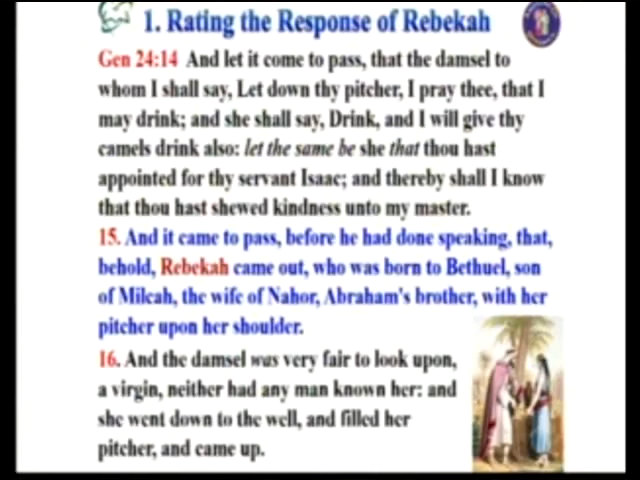 1. Rating the Response of Rebekah
Gen 24:14 And let it come to pass, that the damsel to
whom I shall say, Let down thy pitcher, I pray thee, that I
may drink; and she shall say, Drink, and I will give thy
camels drink also: let the same be she that thou hast
appointed for thy servant Isaac; and thereby shall I know
that thou hast shewed kindness unto my master.
15. And it came to pass, before he had done speaking, that,
behold, Rebekah came out, who was born to Bethuel, son
of Milcah, the wife of Nahor, Abraham's brother, with her
pitcher upon her shoulder.
16. And the damsel was very fair to look upon,
a virgin, neither had any man known her: and
she went down to the well, and filled her
pitcher, and came up.